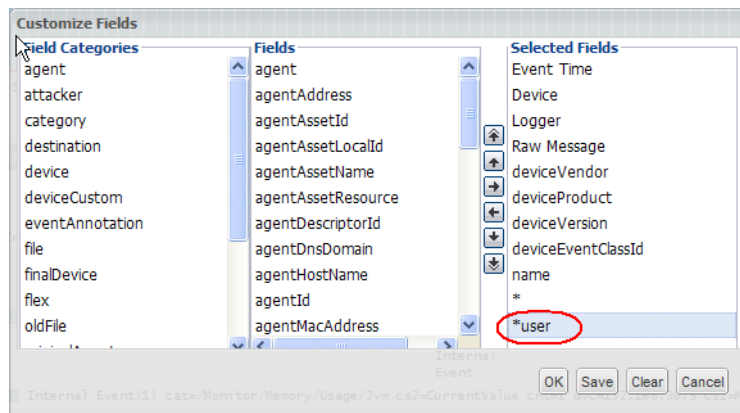 Customize Fields
Field Categories
agent
attacker
category
destination
device
deviceCustom
eventAnnotation
file
finalDevice
flex
oldFile
Fields
agent
agentAddress
agentAssetId
agentAssetLocalId
agentAssetName
agentAssetResource
agentDescriptorId
agentDnsDomain
agentHostName
agentId
agentMacAddress
Selected Fields
Event Time
Device
Logger
Raw Message
deviceVendor
deviceProduct
deviceVersion
deviceEventClassId
name
*
*user
Internal
Event
OK Save Clear Cancel
Internal Event|1| cat=/Monitor/Memory/Usage/Jvm cs2=CurrentValue